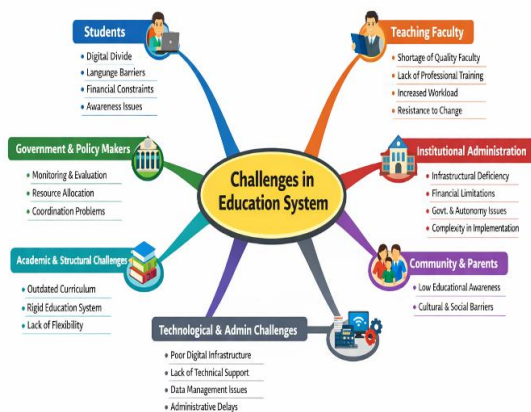 Challenges in
Education System
Students
Digital Divide
Langunge Barriers
Financial Constraints
Awareness Issues
Teaching Faculty
Shortage of Quality Faculty
Lack of Professional Training
Increased Workload
Resistance to Change
Government & Policy Makers
Monitoring & Evaluation
Resource Allocation
Coordination Problems
Institutional Administration
Infrastructural Deficiency
Financial Limitations
Govt. & Autonomy Issues
Complexity in Implementation
Academic & Structural Challenges
Outdated Curriculum
Rigid Education System
Lack of Flexibility
Community & Parents
Low Educational Awareness
Cultural & Social Barriers
Technological & Admin Challenges
Poor Digital Infrastructure
Lack of Technical Support
Data Management Issues
Administrative Delays